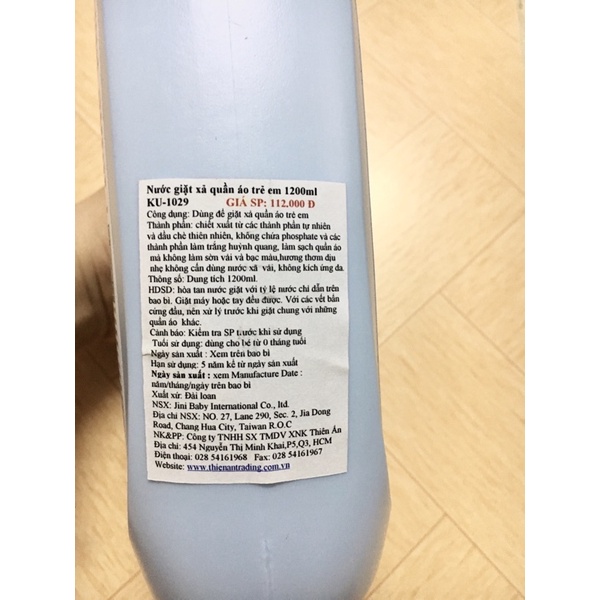 Nước giặt xả quần áo trẻ em 1200ml
KU-1029 GIÁ SP: 112.000 Đ
Công dụng: Dùng để giặt xả quần áo trẻ em
Thành phần: chiết xuất từ các thành phần tự nhiên
và dầu chè thiên nhiên, không chứa phosphate và các
thành phần làm trắng huỳnh quang, làm sạch quần áo
mà không làm sờn vải và bạc màu,hương thơm dịu
nhẹ không cần dùng nước xã vải, không kích ứng da.
Thông số: Dung tích 1200ml.
HDSD: hòa tan nước giặt với tỷ lệ nước chỉ dẫn trên
bao bì. Giặt máy hoặc tay đều được. Với các vết bẩn
cứng đầu, nên xử lý trước khi giặt chung với những
quần áo khác.
Cảnh báo: Kiểm tra SP trước khi sử dụng
Tuổi sử dụng: dùng cho bé từ 0 tháng tuổi
Ngày sản xuất : Xem trên bao bì
Hạn sử dụng: 5 năm kể từ ngày sản xuất
Ngày sản xuất : xem Manufacture Date :
năm/tháng/ngày trên bao bì
Xuất xứ: Đài loan
NSX: Jini Baby International Co., ltd.
Địa chỉ NSX: NO. 27, Lane 290, Sec. 2, Jia Dong
Road, Chang Hua City, Taiwan R.O.C
NK&PP: Công ty TNHH SX TMDV XNK Thiên Ân
Địa chỉ: 454 Nguyễn Thị Minh Khai,P5,Q3, HCM
Điện thoại: 028 54161968 Fax: 028 54161967
Website: www.thienantrading.com.vn